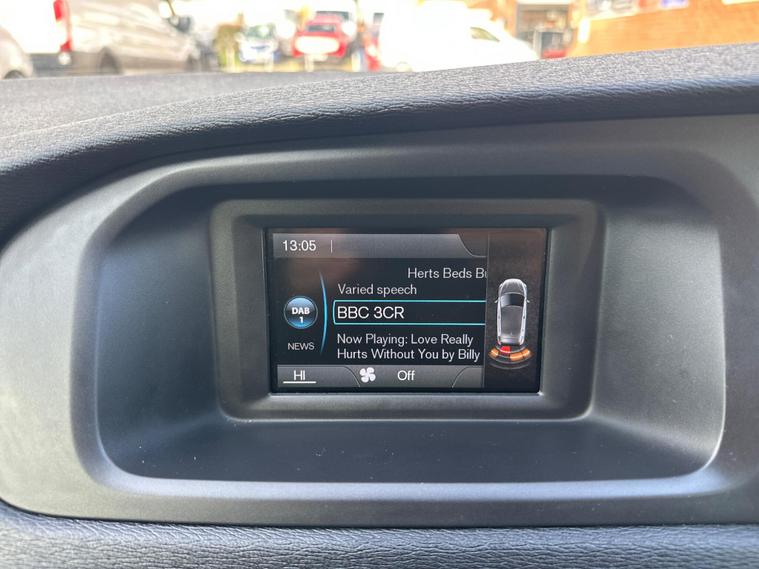 13:05
Herts Beds
Varied speech
DAB
1
BBC 3CR
NEWS
Now Playing: Love Really
Hurts Without You by Billy
HI
Off